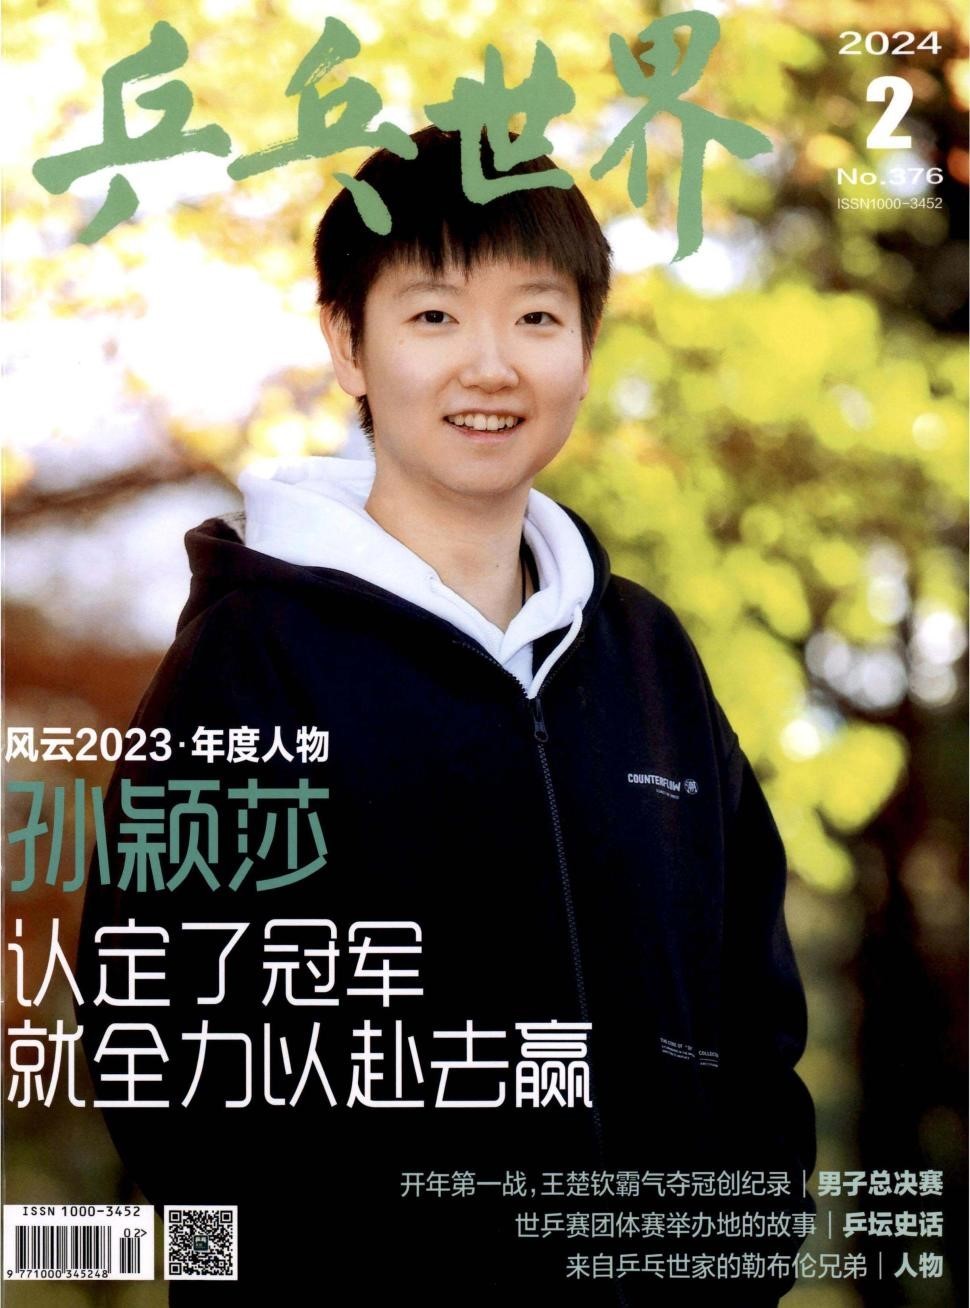 乒乓世界
2024
2
No.376
ISSN1000-3452
COUNTERFLOW
风云2023·年度人物
孙颖莎
认定了冠军
就全力以赴去赢
开年第一战,王楚钦霸气夺冠创纪录|男子总决赛
世乒赛团体赛举办地的故事|乒坛史话
来自乒乓世家的勒布伦兄弟|人物
ISSN 1000-3452
02>
9 771000 345248